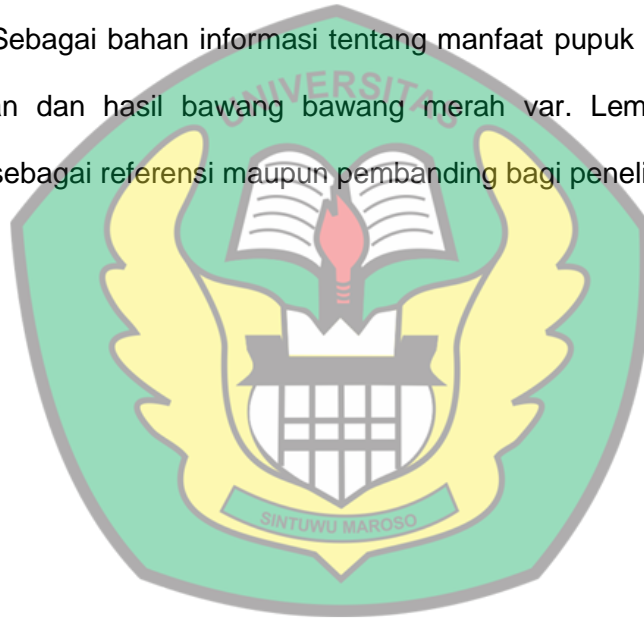 Sebagai bahan informasi tentang manfaat pupuk
an dan hasil bawang bawang merah var. Lem
sebagai referensi maupun pembanding bagi peneli
UNIVERSITAS
SINTUWU MAROSO